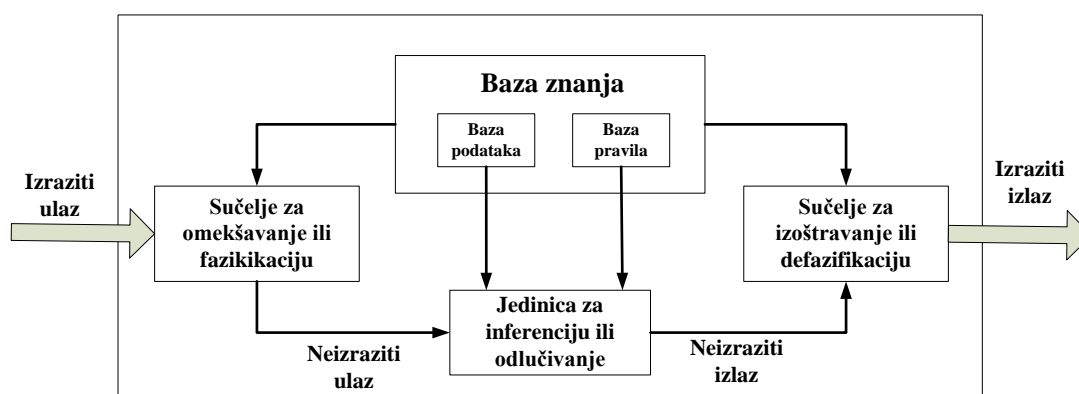 Baza znanja
Baza
podataka
Baza
pravila
Izraziti
ulaz
Sučelje za
omekšavanje ili
fazikikaciju
Sučelje za
izoštravanje ili
defazifikaciju
Izraziti
izlaz
Jedinica za
inferenciju ili
odlučivanje
Neizraziti
ulaz
Neizraziti
izlaz